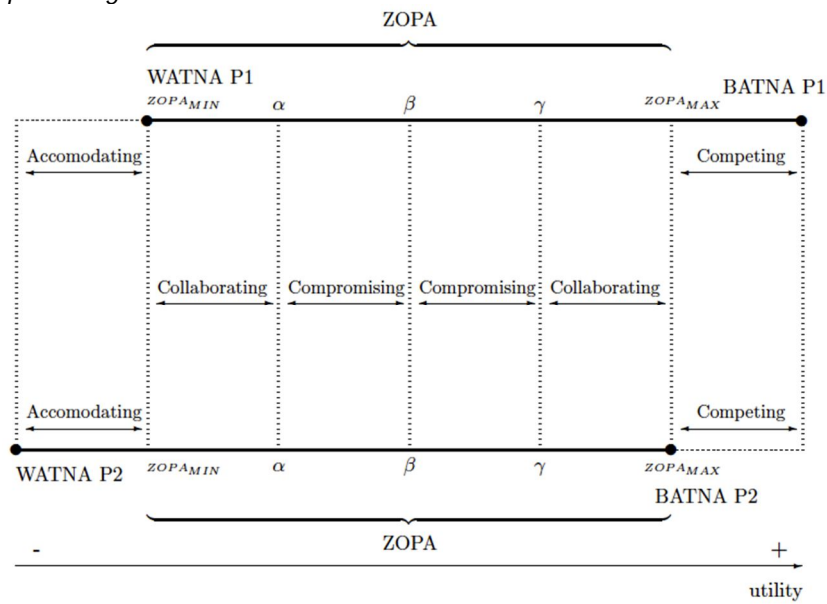 ZOPA
WATNA P1
BATNA P1
ZOPA_MIN α β γ ZOPA_MAX
Accomodating Competing
Collaborating Compromising Compromising Collaborating
Accomodating Competing
WATNA P2 ZOPA_MIN α β γ ZOPA_MAX
BATNA P2
ZOPA
- +
utility